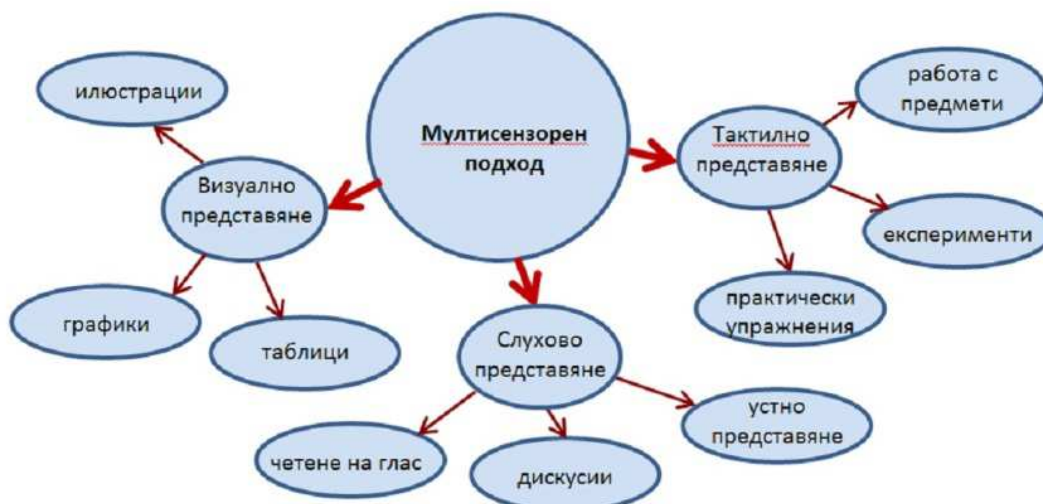 Мултисензорен
подход
Визуално
представяне
илюстрации
графики
таблици
Слухово
представяне
четене на глас
дискусии
устно
представяне
Тактилно
представяне
работа с
предмети
експерименти
практически
упражнения